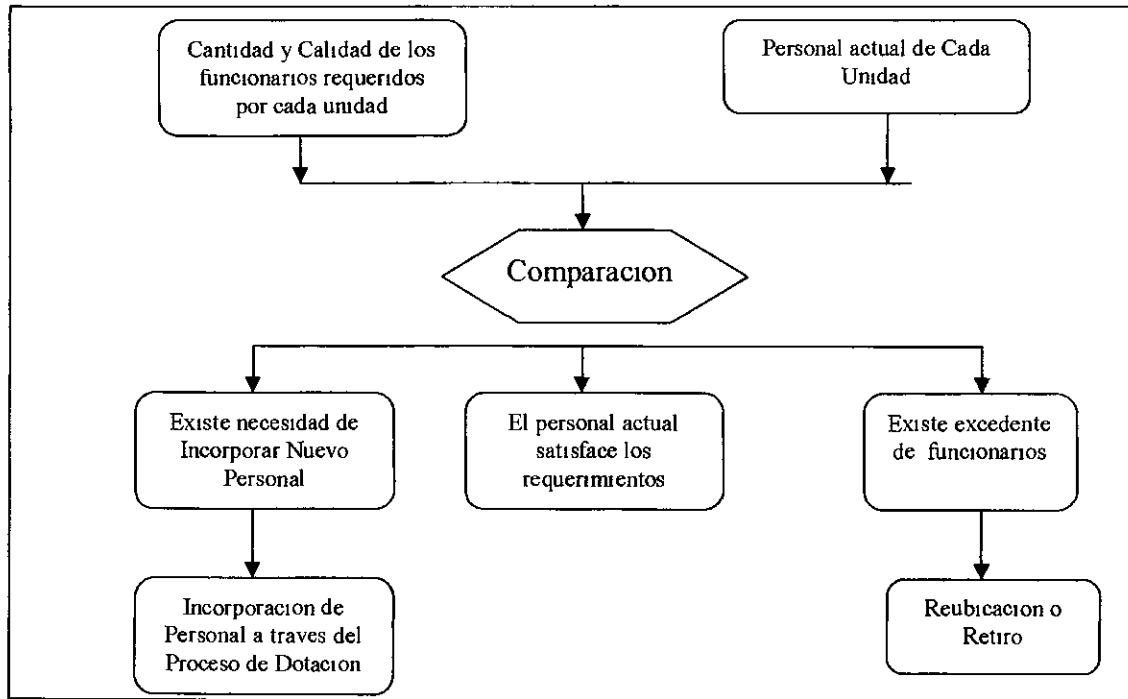 Cantidad y Calidad de los
funcionarios requeridos
por cada unidad
Personal actual de Cada
Unidad
Comparacion
Existe necesidad de
Incorporar Nuevo
Personal
El personal actual
satisface los
requerimientos
Existe excedente
de funcionarios
Incorporacion de
Personal a traves del
Proceso de Dotacion
Reubicacion o
Retiro